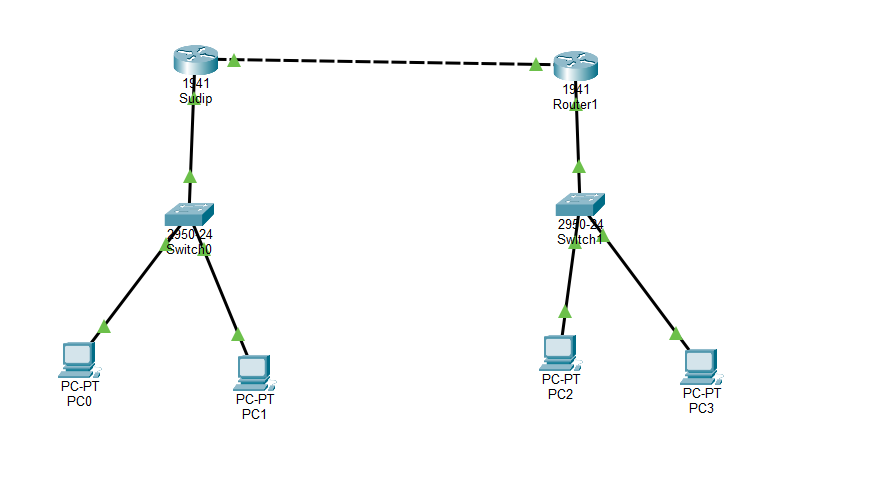 1941
Sudip
1941
Router1
2950-24
Switch0
2950-24
Switch1
PC-PT
PC0
PC-PT
PC1
PC-PT
PC2
PC-PT
PC3